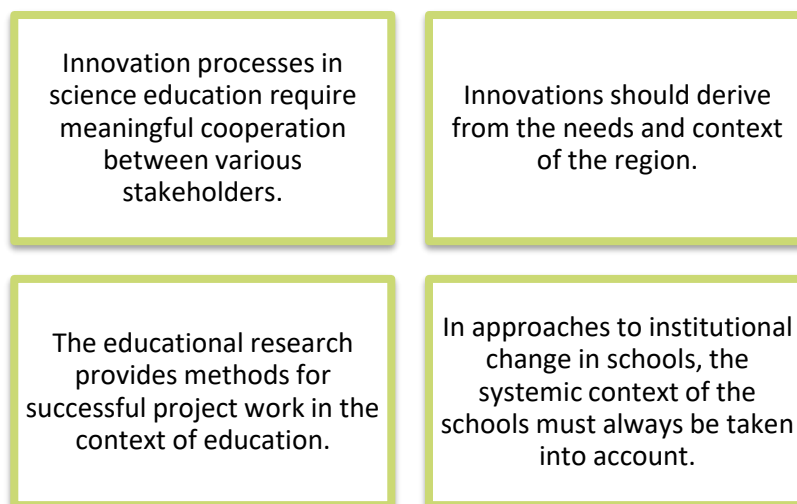 Innovation processes in
science education require
meaningful cooperation
between various
stakeholders.
Innovations should derive
from the needs and context
of the region.
The educational research
provides methods for
successful project work in the
context of education.
In approaches to institutional
change in schools, the
systemic context of the
schools must always be taken
into account.